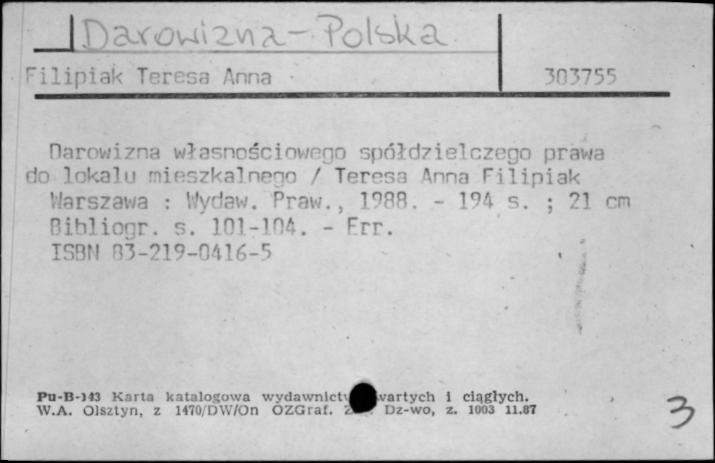 Darowizna - Polska
Filipiak Teresa Anna 303755
Darowizna własnościowego spółdzielczego prawa
do lokalu mieszkalnego / Teresa Anna Filipiak
Warszawa : Wydaw. Praw., 1988. - 194 s. ; 21 cm
Bibliogr. s. 101-104. - Err.
ISBN 83-219-0416-5
Pu-B-143 Karta katalogowa wydawnictw zwartych i ciągłych.
W.A. Olsztyn, z 1470/DW/On OZGraf. Dz-wo, z. 1003 11.87
3